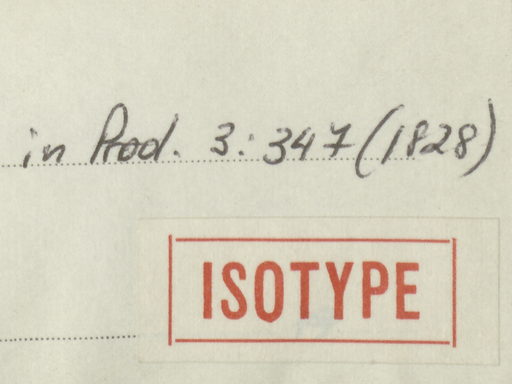 in Prod. 3:347 (1828)
ISOTYPE